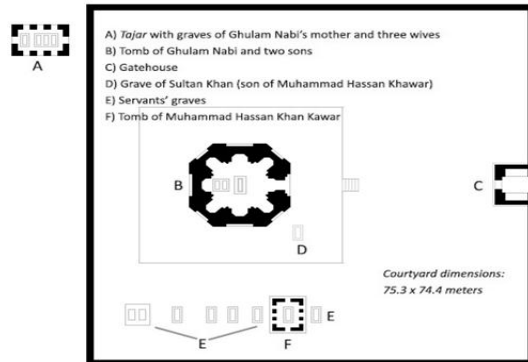 A) Tajar with graves of Ghulam Nabi's mother and three wives
B) Tomb of Ghulam Nabi and two sons
C) Gatehouse
D) Grave of Sultan Khan (son of Muhammad Hassan Khawar)
E) Servants' graves
F) Tomb of Muhammad Hassan Khan Kawar
A
B
C
D
Courtyard dimensions:
75.3 x 74.4 meters
E
E
F